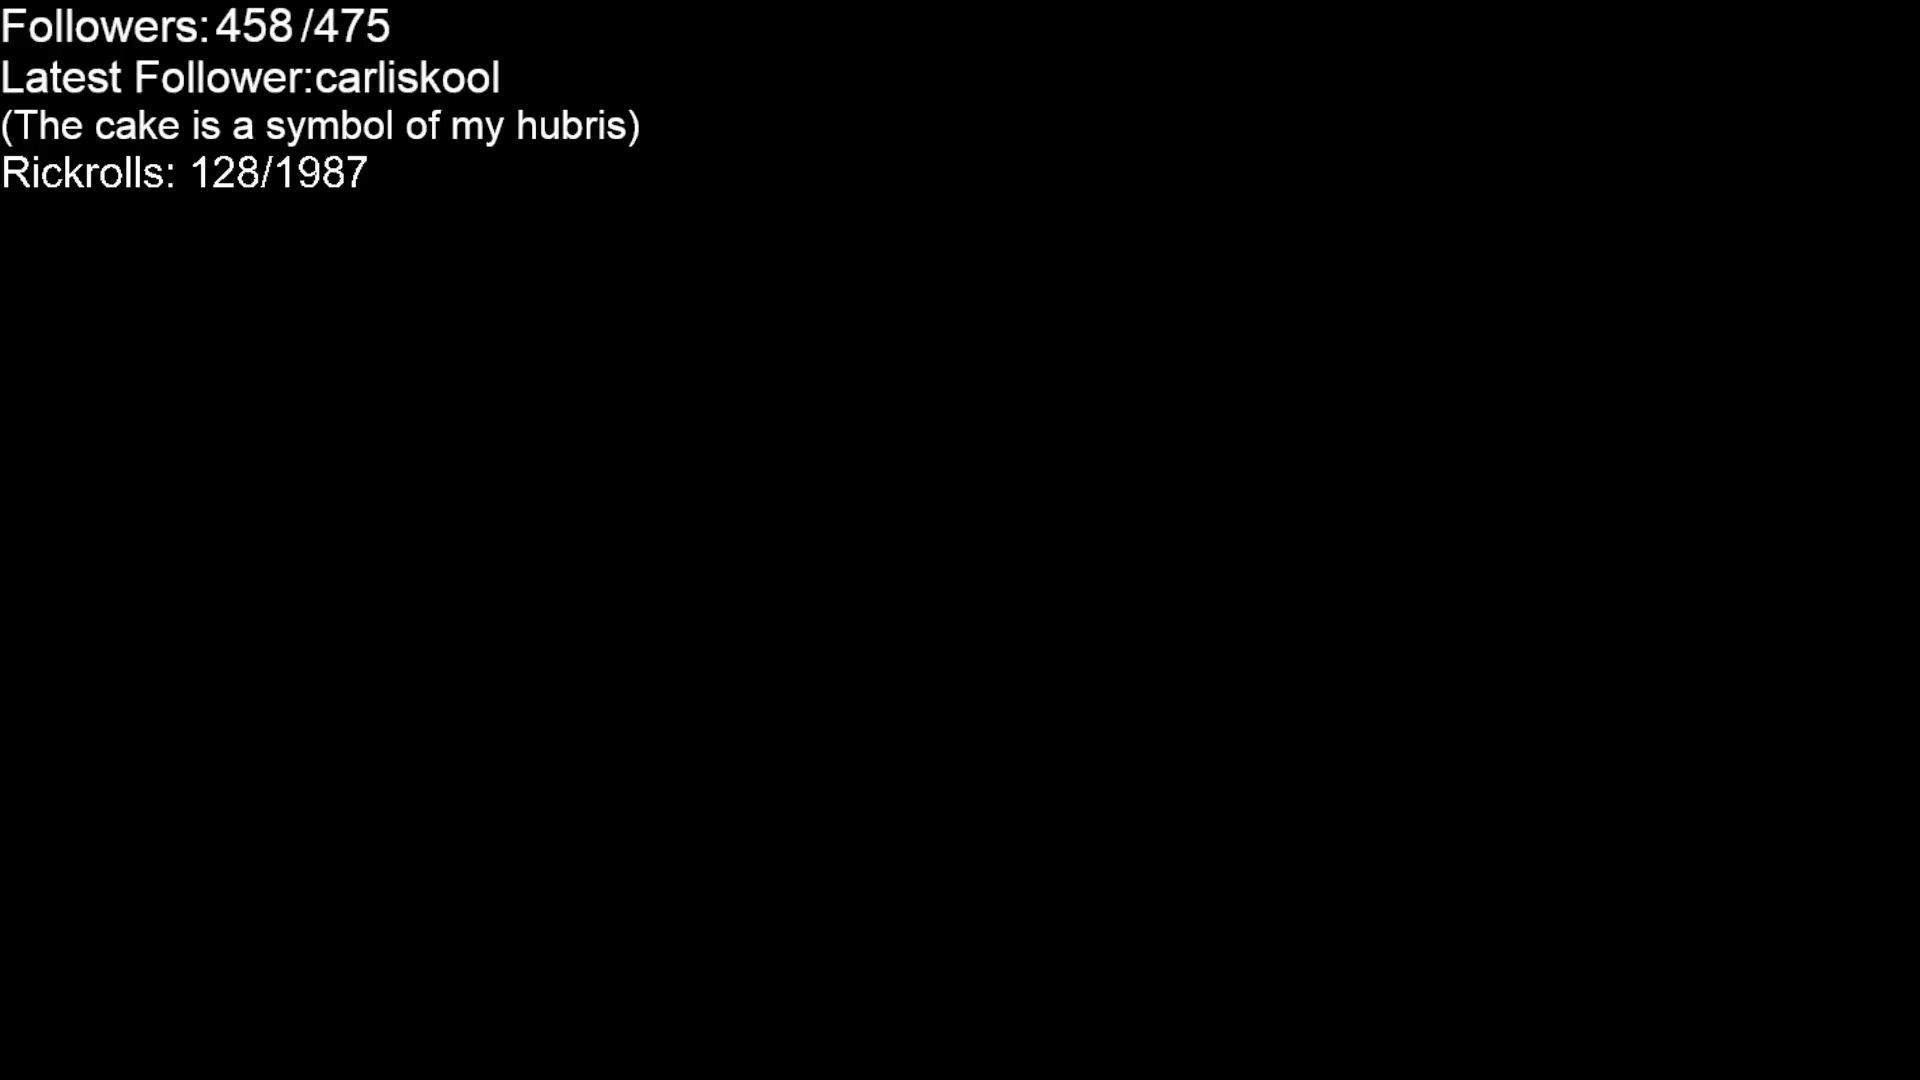 Followers: 458 /475
Latest Follower:carliskool
(The cake is a symbol of my hubris)
Rickrolls: 128/1987